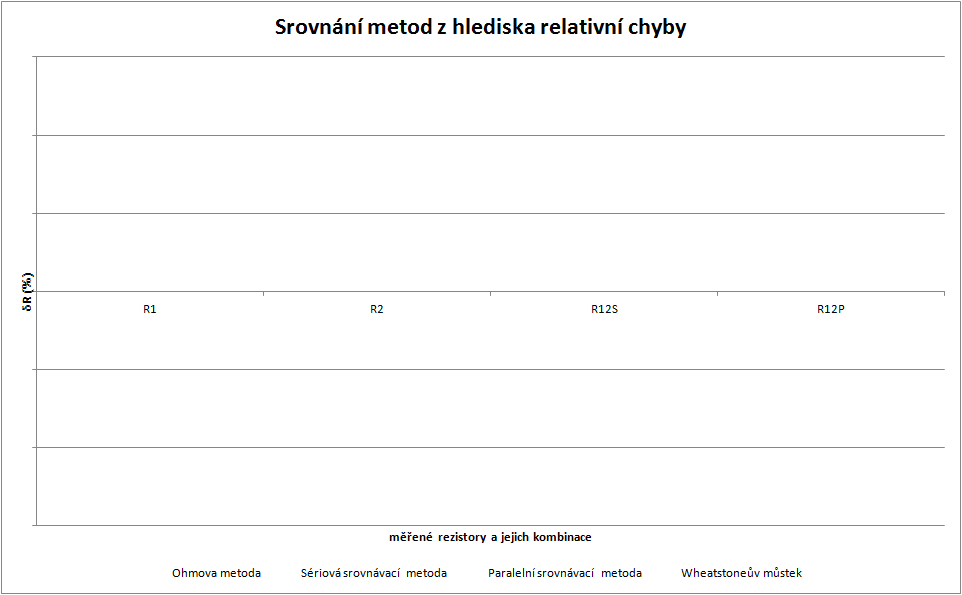 Srovnání metod z hlediska relativní chyby
δR (%)
R1 R2 R12S R12P
měřené rezistory a jejich kombinace
Ohmova metoda Sériová srovnávací metoda Paralelní srovnávací metoda Wheatstoneův můstek